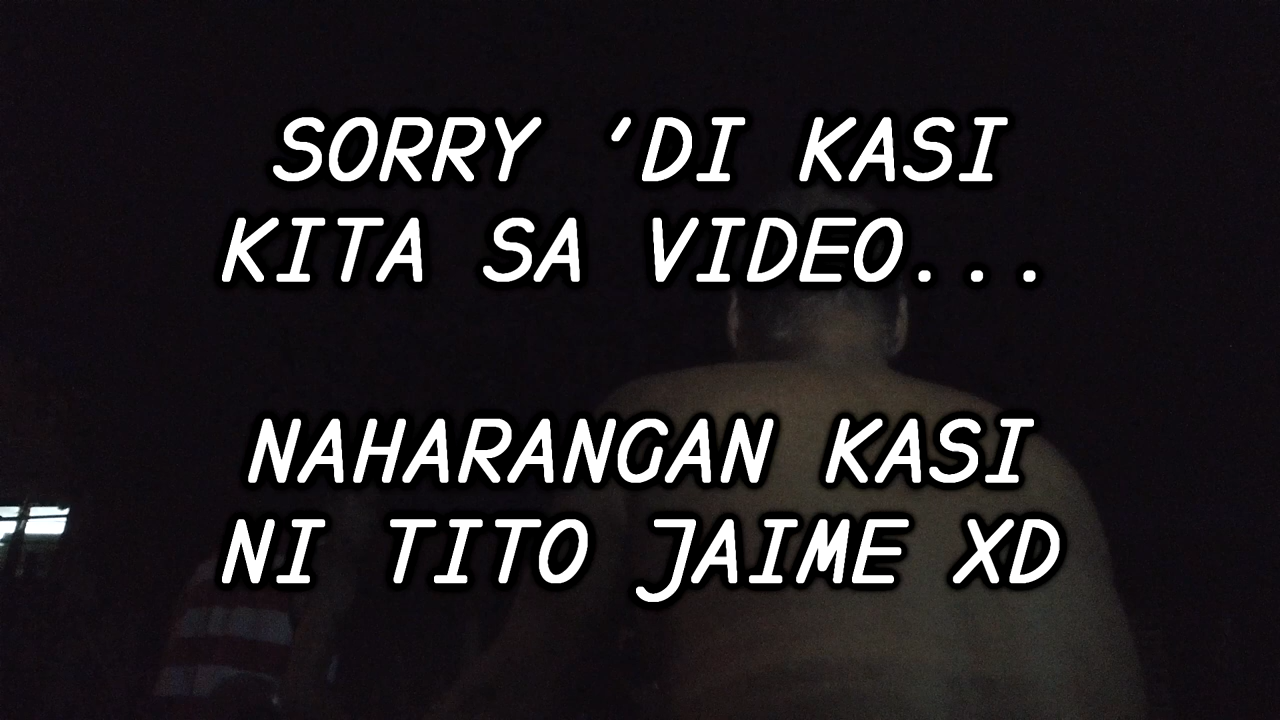 SORRY 'DI KASI
KITA SA VIDEO...
NAHARANGAN KASI
NI TITO JAIME XD